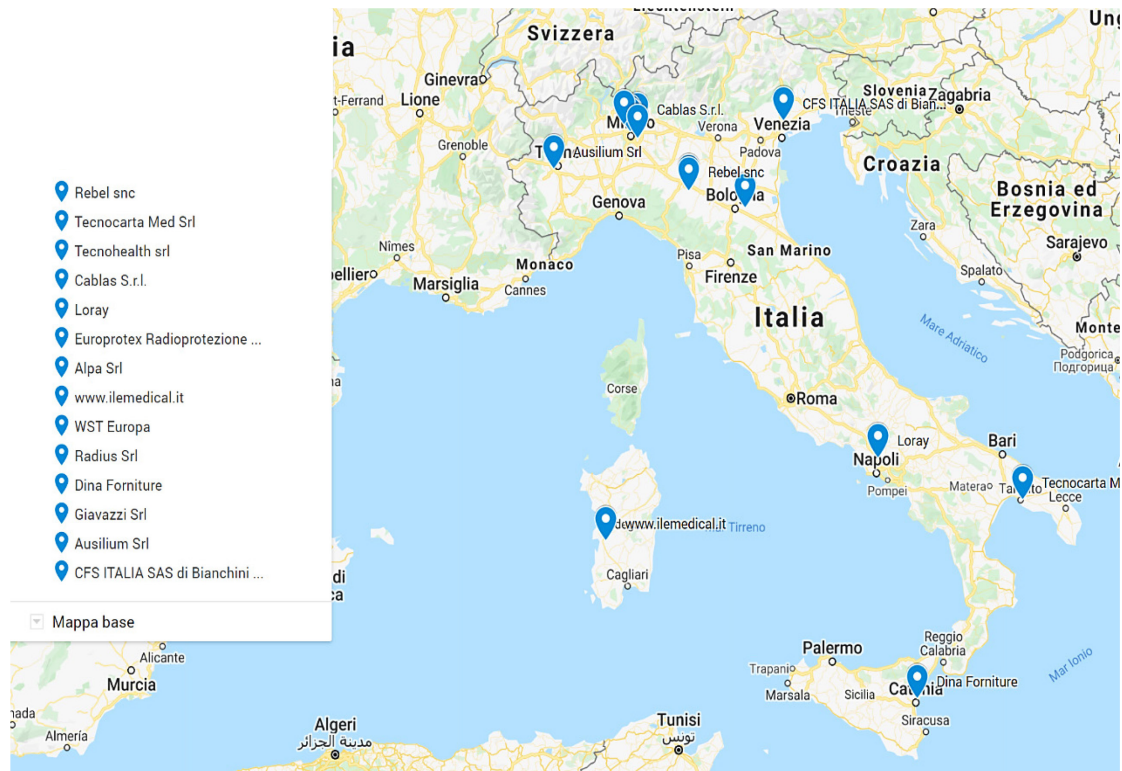 Rebel snc
Tecnocarta Med Srl
Tecnohealth srl
Cablas S.r.l.
Loray
Europrotex Radioprotezione ...
Alpa Srl
www.ilemedical.it
WST Europa
Radius Srl
Dina Forniture
Giavazzi Srl
Ausilium Srl
CFS ITALIA SAS di Bianchini ...
Mappa base
Svizzera
Ginevra
Lione
Grenoble
Cablas S.r.l.
Verona
Venezia
Padova
CFS ITALIA SAS di Bian...
Slovenia
Zagabria
Croazia
Ausilium Srl
Rebel snc
Genova
Bosnia ed
Erzegovina
Zara
Sarajevo
Nîmes
Monaco
Marsiglia
Cannes
Pisa
Firenze
San Marino
Spalato
Italia
Mare Adriatico
Podgorica
Подгорица
Corse
Roma
Loray
Napoli
Pompei
Bari
Matera
Tecnocarta M
Lecce
www.ilemedical.it
Tirreno
Cagliari
Reggio
Calabria
Mar Ionio
Palermo
Trapani
Marsala
Sicilia
Dina Forniture
Siracusa
Alicante
Murcia
Almería
Algeri
مدينة الجزائر
Tunisi
تونس